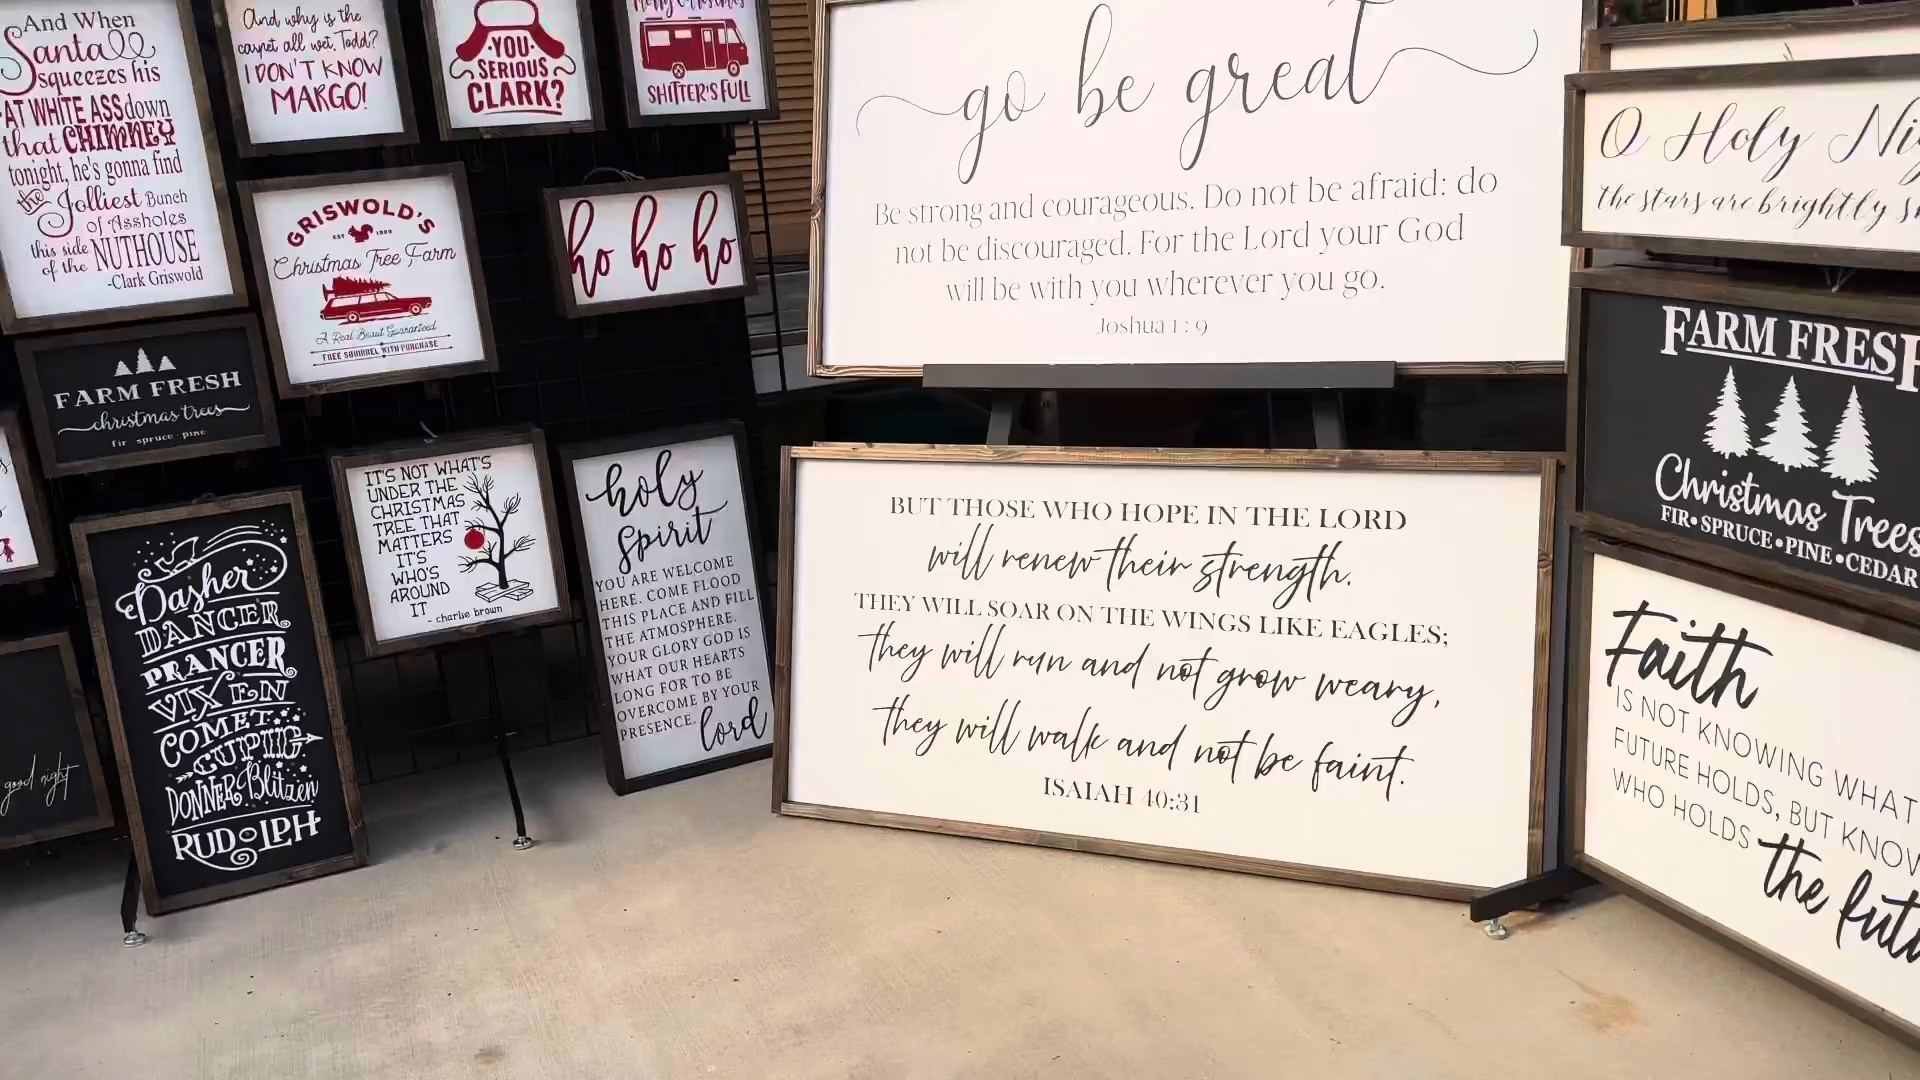 And When
Santa
squeezes his
AT WHITE ASS down
that CHIMNEY
tonight, he's gonna find
the Jolliest Bunch
of Assholes
this side
of the NUTHOUSE
-Clark Griswold
And why is the
carpet all wet, Todd?
I DON'T KNOW
MARGO!
·YOU·
SERIOUS
CLARK?
Merry Christmas
SHITTER'S FULL
GRISWOLD'S
EST 1989
Christmas Tree Farm
A Real Beaut Guaranteed
FREE SQUIRREL WITH PURCHASE
ho ho ho
FARM FRESH
christmas trees
fir spruce · pine
good night
Dasher
DANCER
PRANCER
VIXEN
COMET
CUPID
DONNER Blitzen
RUDOLPH
IT'S NOT WHAT'S
UNDER THE
CHRISTMAS
TREE THAT
MATTERS
IT'S
WHO'S
AROUND
IT
- charlie brown
holy
spirit
YOU ARE WELCOME
HERE. COME FLOOD
THIS PLACE AND FILL
THE ATMOSPHERE.
YOUR GLORY GOD IS
WHAT OUR HEARTS
LONG FOR TO BE
OVERCOME BY YOUR
PRESENCE. lord
go be great
Be strong and courageous. Do not be afraid: do
not be discouraged. For the Lord your God
will be with you wherever you go.
Joshua 1 : 9
BUT THOSE WHO HOPE IN THE LORD
will renew their strength.
THEY WILL SOAR ON THE WINGS LIKE EAGLES;
they will run and not grow weary,
they will walk and not be faint.
ISAIAH 40:31
O Holy Ni
the stars are brightly s
FARM FRESH
Christmas Trees
FIR • SPRUCE • PINE • CEDAR
Faith
IS NOT KNOWING WHAT
FUTURE HOLDS, BUT KNOW
WHO HOLDS the futu